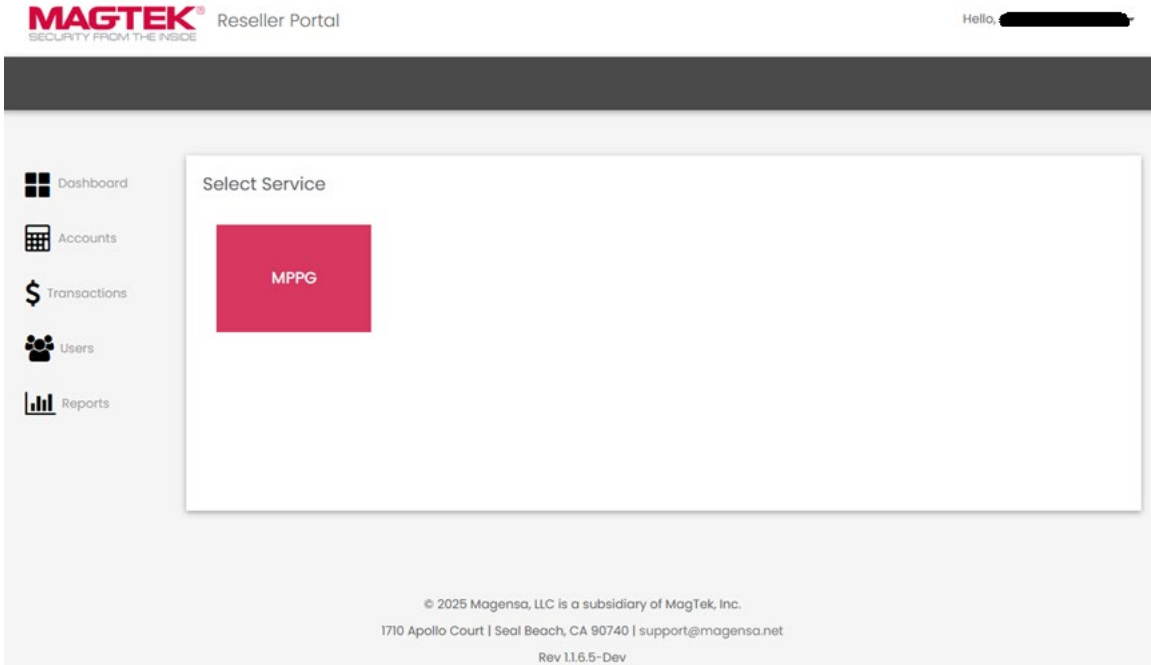 MAGTEK® Reseller Portal
SECURITY FROM THE INSIDE
Hello,
Dashboard
Accounts
Transactions
Users
Reports
Select Service
MPPG
© 2025 Magensa, LLC is a subsidiary of MagTek, Inc.
1710 Apollo Court | Seal Beach, CA 90740 | support@magensa.net
Rev 1.1.6.5-Dev